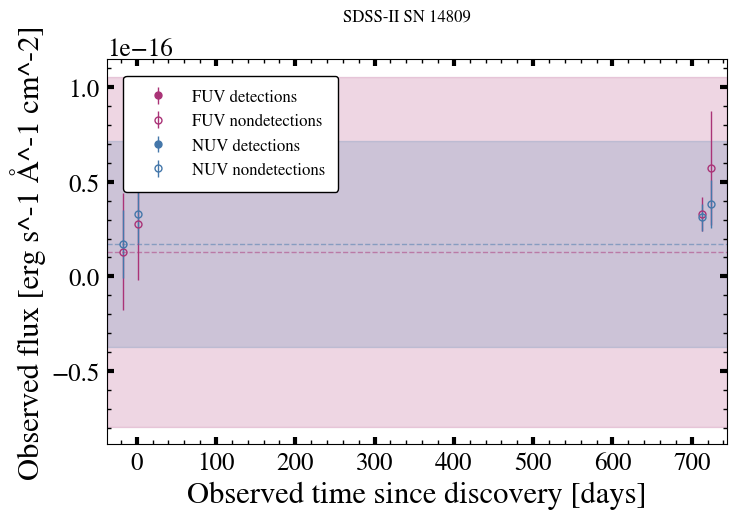 SDSS-II SN 14809
1e−16
1.0
0.5
0.0
−0.5
Observed flux [erg s^-1 Å^-1 cm^-2]
FUV detections
FUV nondetections
NUV detections
NUV nondetections
0 100 200 300 400 500 600 700
Observed time since discovery [days]